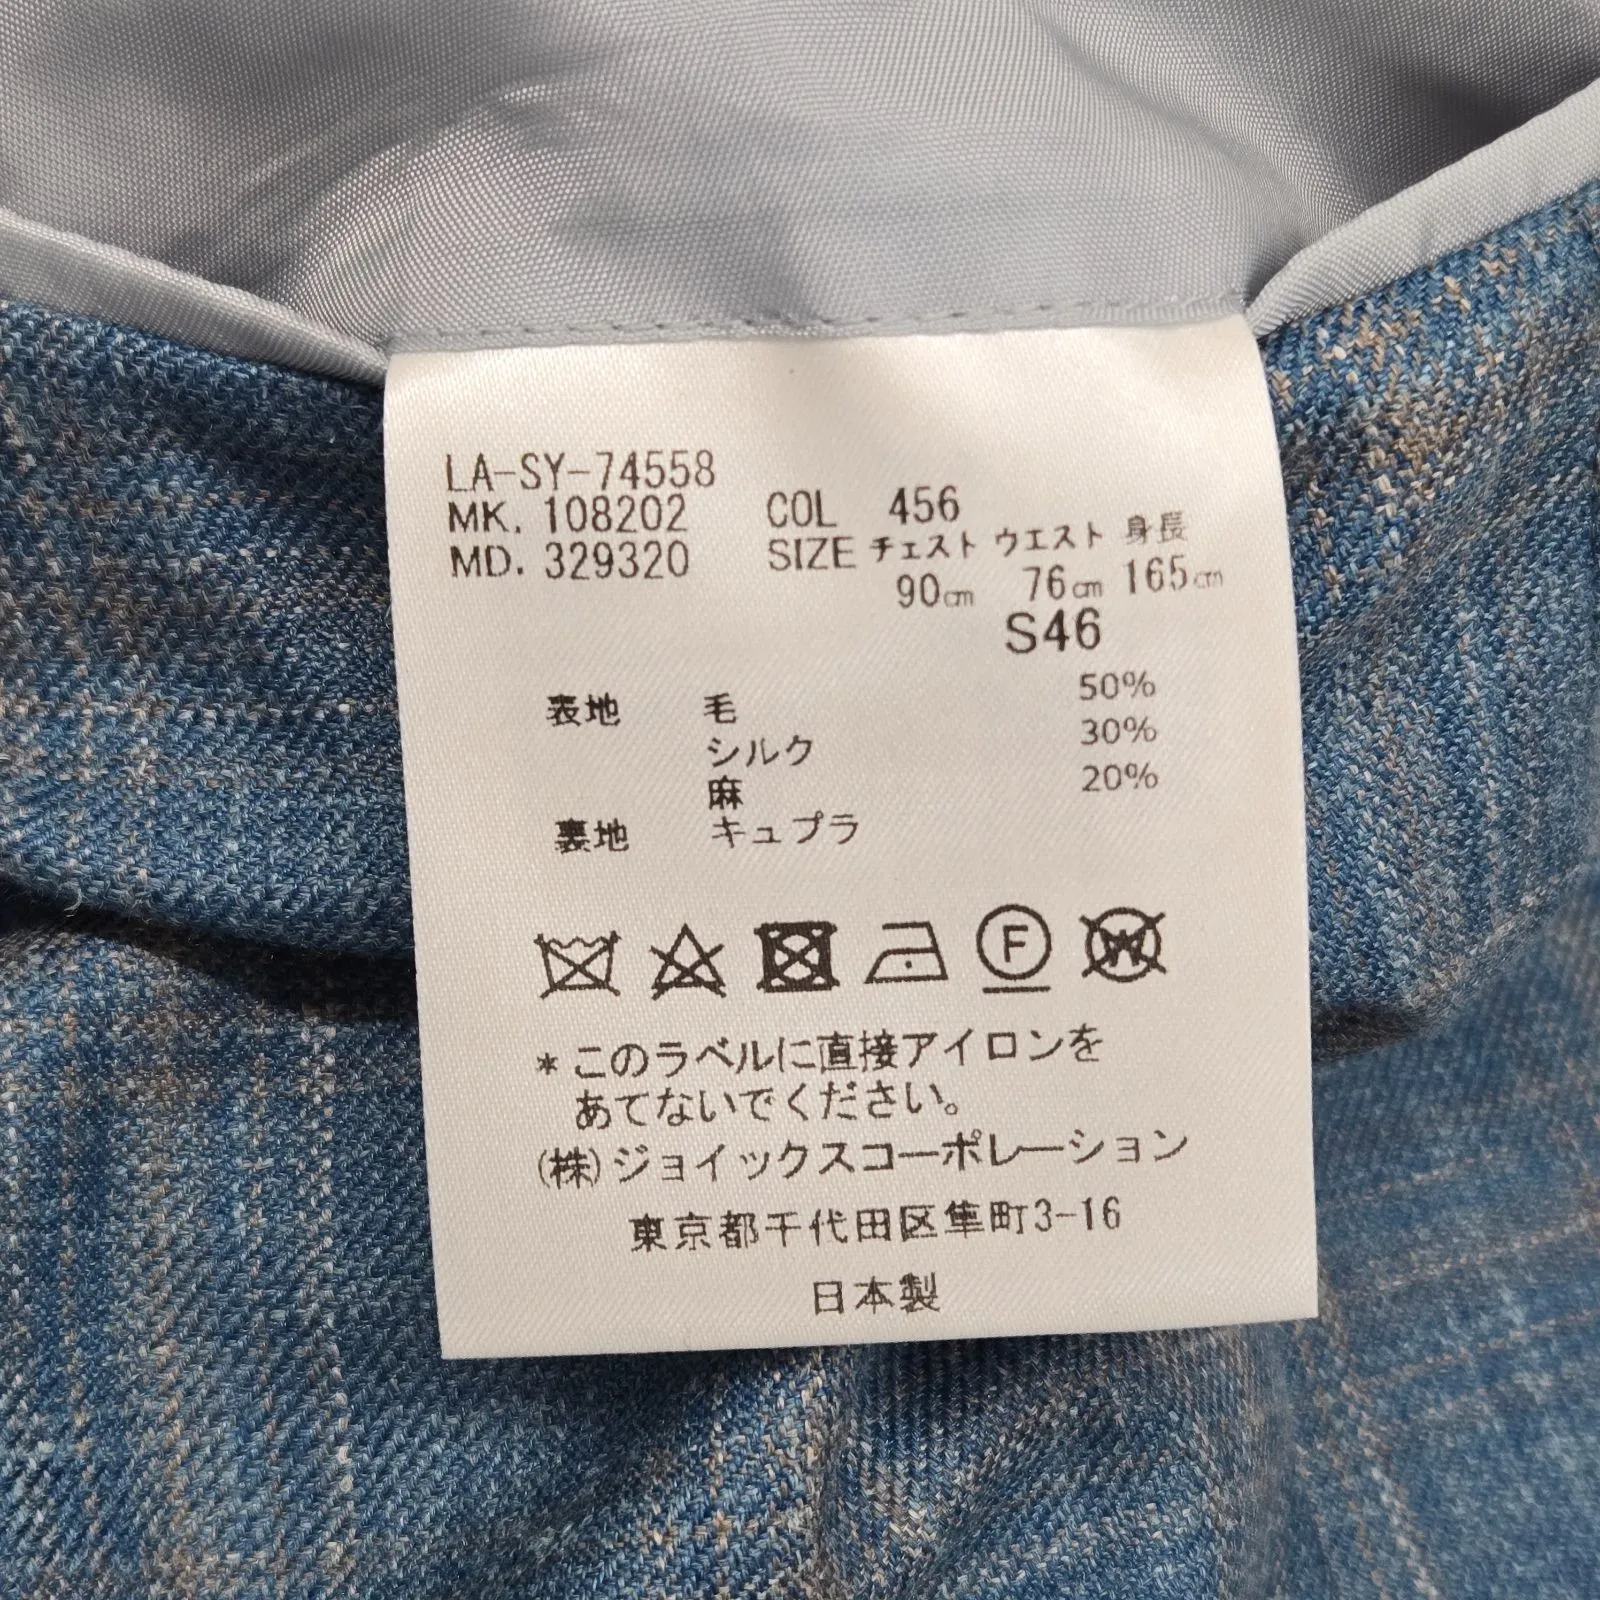 LA-SY-74558
MK. 108202 COL 456
MD. 329320 SIZE チェスト ウエスト 身長
90cm 76cm 165cm
S46
表地 毛 50%
シルク 30%
麻 20%
裏地 キュプラ
F W
*このラベルに直接アイロンを
あてないでください。
(株)ジョイックスコーポレーション
東京都千代田区隼町3-16
日本製